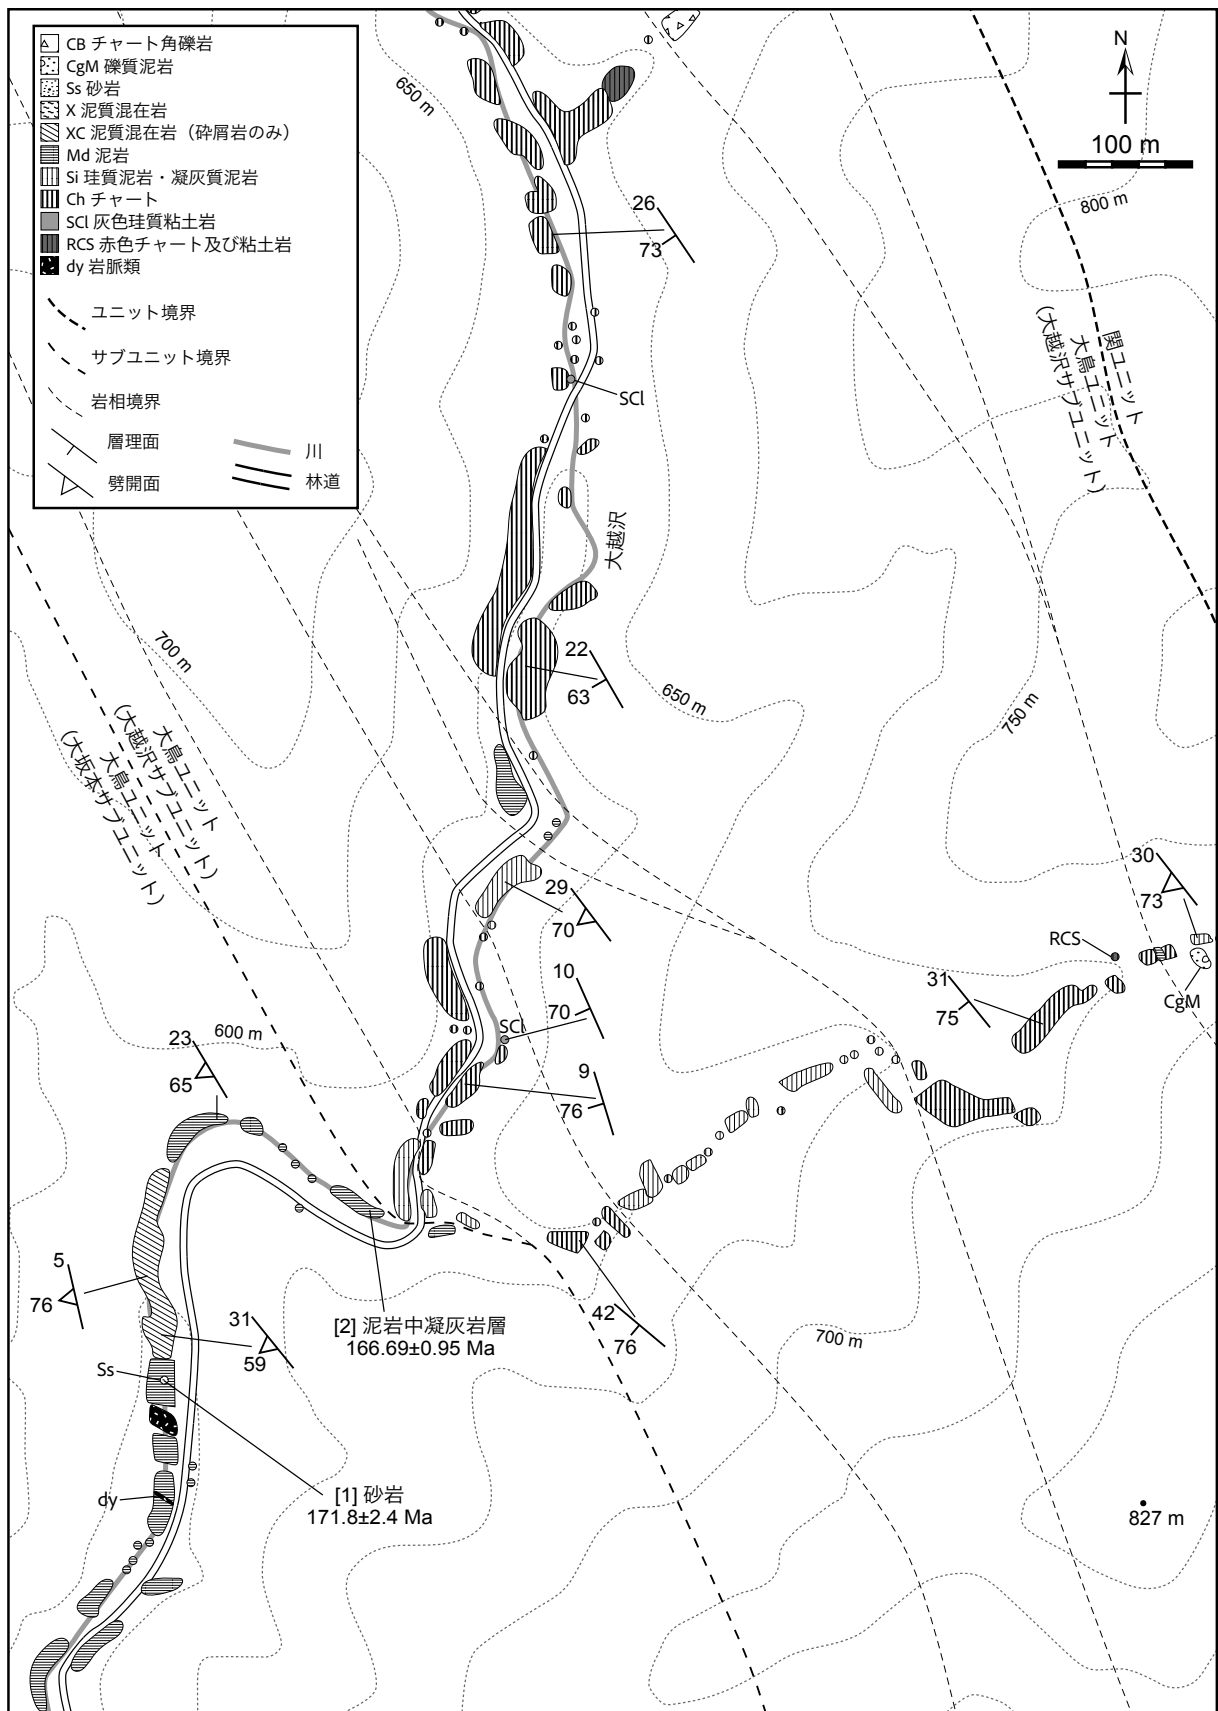 CB チャート角礫岩
CgM 礫質泥岩
Ss 砂岩
X 泥質混在岩
XC 泥質混在岩（砕屑岩のみ）
Md 泥岩
Si 珪質泥岩・凝灰質泥岩
Ch チャート
SCl 灰色珪質粘土岩
RCS 赤色チャート及び粘土岩
dy 岩脈類
ユニット境界
サブユニット境界
岩相境界
層理面
劈開面
川
林道
N
100 m
650 m
800 m
26
73
関ユニット
大鳥ユニット
(大越沢サブユニット)
SCl
大越沢
700 m
22
63
650 m
750 m
大鳥ユニット
(大越沢サブユニット)
大鳥ユニット
(大坂本サブユニット)
30
73
29
70
RCS
CgM
10
70
31
75
SCl
600 m
23
65
9
76
5
76
31
59
[2] 泥岩中凝灰岩層
166.69±0.95 Ma
42
76
700 m
Ss
dy
[1] 砂岩
171.8±2.4 Ma
827 m